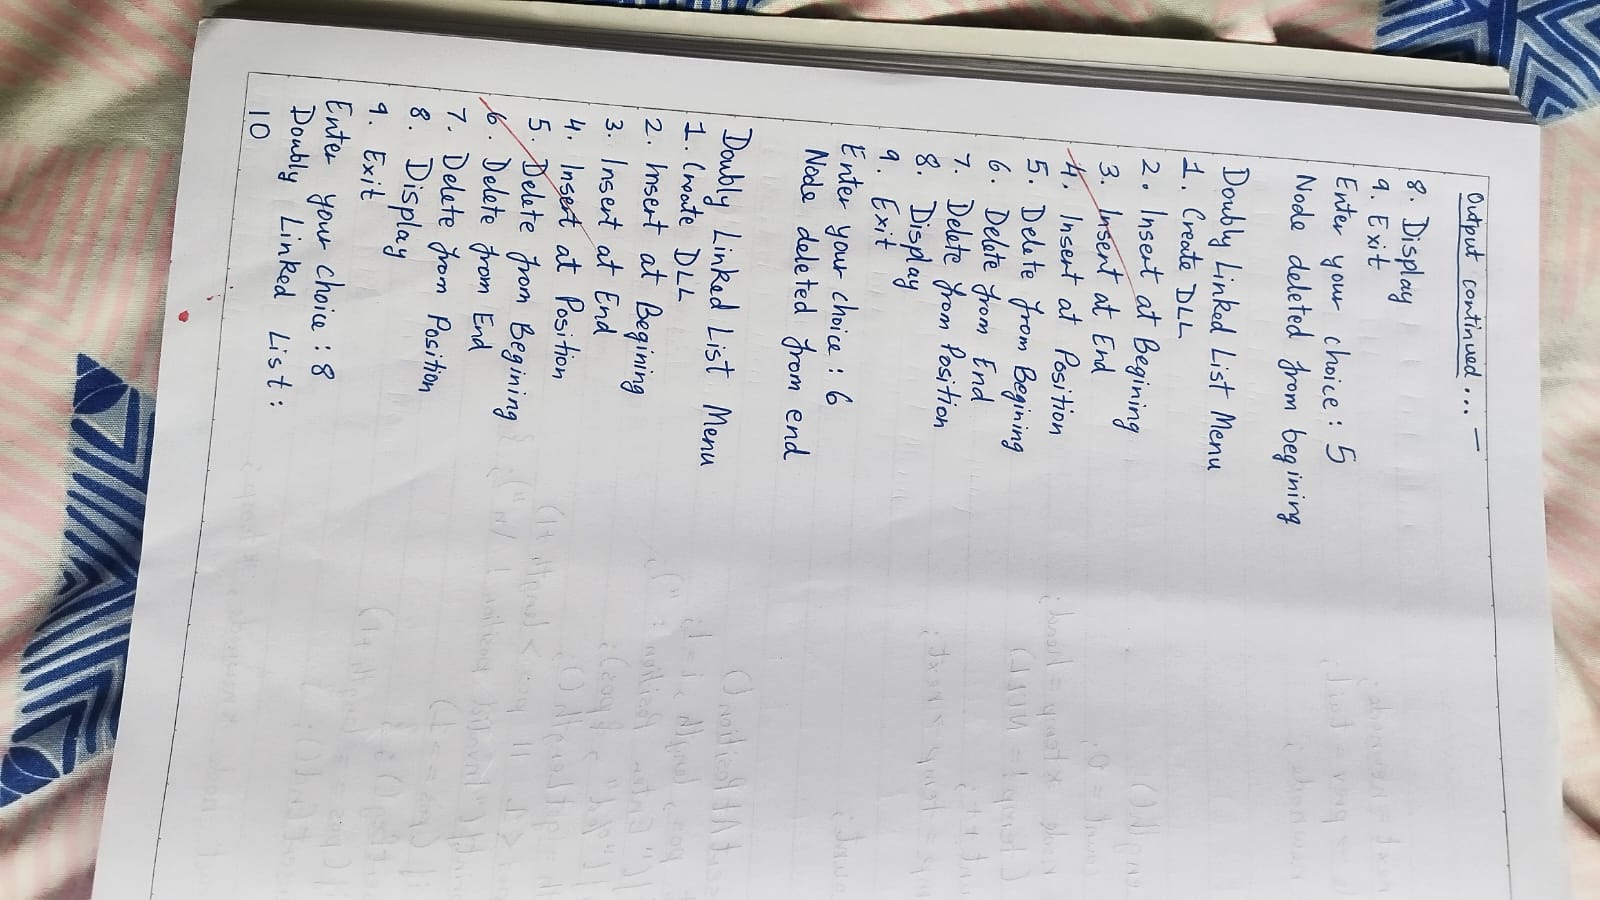 Output continued... —
8. Display
9. Exit
Enter your choice : 5
Node deleted from begining
Doubly Linked List Menu
1. Create DLL
2. Insert at Begining
3. Insert at End
4. Insert at Position
5. Delete from Begining
6. Delete from End
7. Delete from Position
8. Display
9. Exit
Enter your choice : 6
Node deleted from end
Doubly Linked List Menu
1. Create DLL
2. Insert at Begining
3. Insert at End
4. Insert at Position
5. Delete from Begining
6. Delete from End
7. Delete from Position
8. Display
9. Exit
Enter your choice : 8
Doubly Linked List :
10